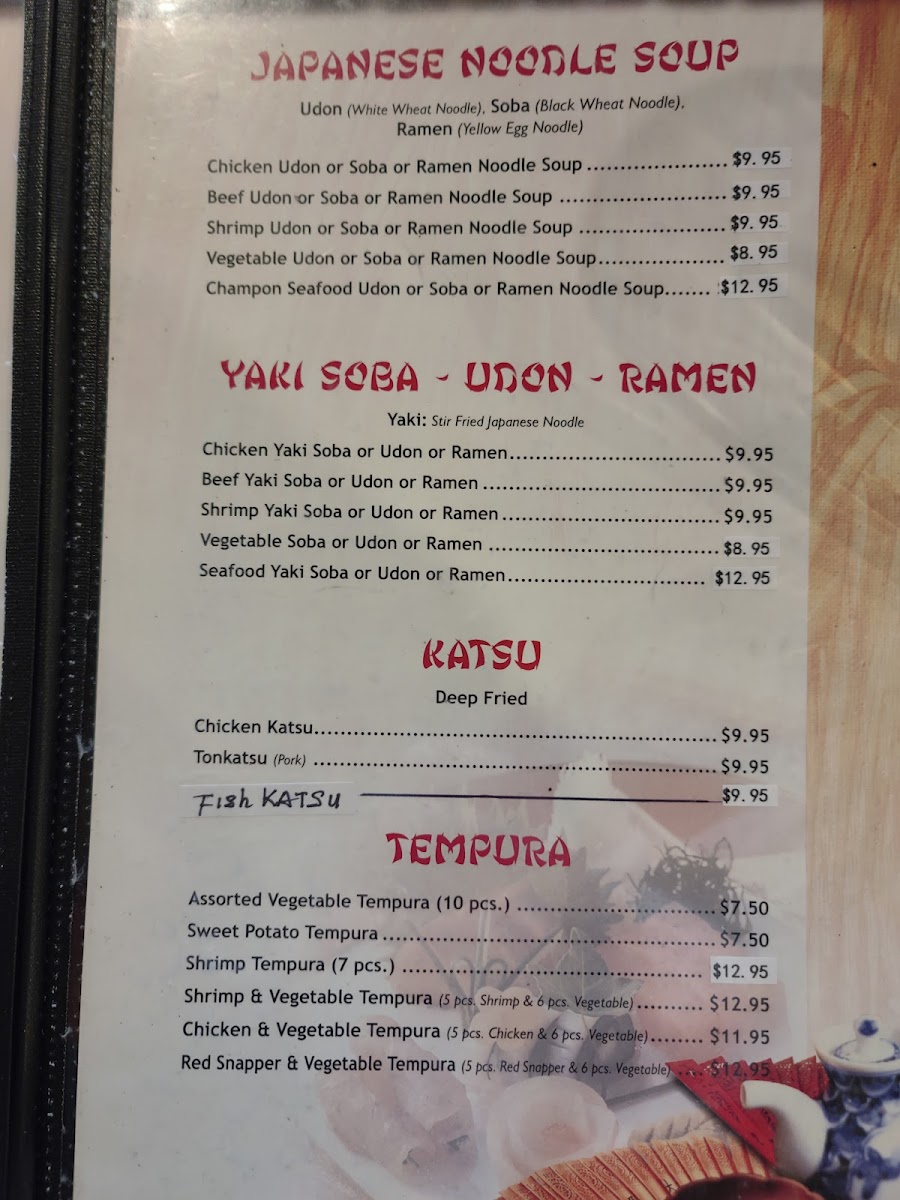 JAPANESE NOODLE SOUP
Udon (White Wheat Noodle), Soba (Black Wheat Noodle),
Ramen (Yellow Egg Noodle)
Chicken Udon or Soba or Ramen Noodle Soup ..................... $9.95
Beef Udon or Soba or Ramen Noodle Soup ......................... $9.95
Shrimp Udon or Soba or Ramen Noodle Soup ...................... $9.95
Vegetable Udon or Soba or Ramen Noodle Soup................... $8.95
Champon Seafood Udon or Soba or Ramen Noodle Soup....... $12.95
YAKI SOBA - UDON - RAMEN
Yaki: Stir Fried Japanese Noodle
Chicken Yaki Soba or Udon or Ramen................................ $9.95
Beef Yaki Soba or Udon or Ramen .................................... $9.95
Shrimp Yaki Soba or Udon or Ramen................................. $9.95
Vegetable Soba or Udon or Ramen ................................... $8.95
Seafood Yaki Soba or Udon or Ramen.............................. $12.95
KATSU
Deep Fried
Chicken Katsu............................................................. $9.95
Tonkatsu (Pork) ............................................................. $9.95
Fish KATSU $9.95
TEMPURA
Assorted Vegetable Tempura (10 pcs.) .............................. $7.50
Sweet Potato Tempura .................................................. $7.50
Shrimp Tempura (7 pcs.) ............................................. $12.95
Shrimp & Vegetable Tempura (5 pcs. Shrimp & 6 pcs. Vegetable).......... $12.95
Chicken & Vegetable Tempura (5 pcs. Chicken & 6 pcs. Vegetable)........ $11.95
Red Snapper & Vegetable Tempura (5 pcs. Red Snapper & 6 pcs. Vegetable) .... $12.95